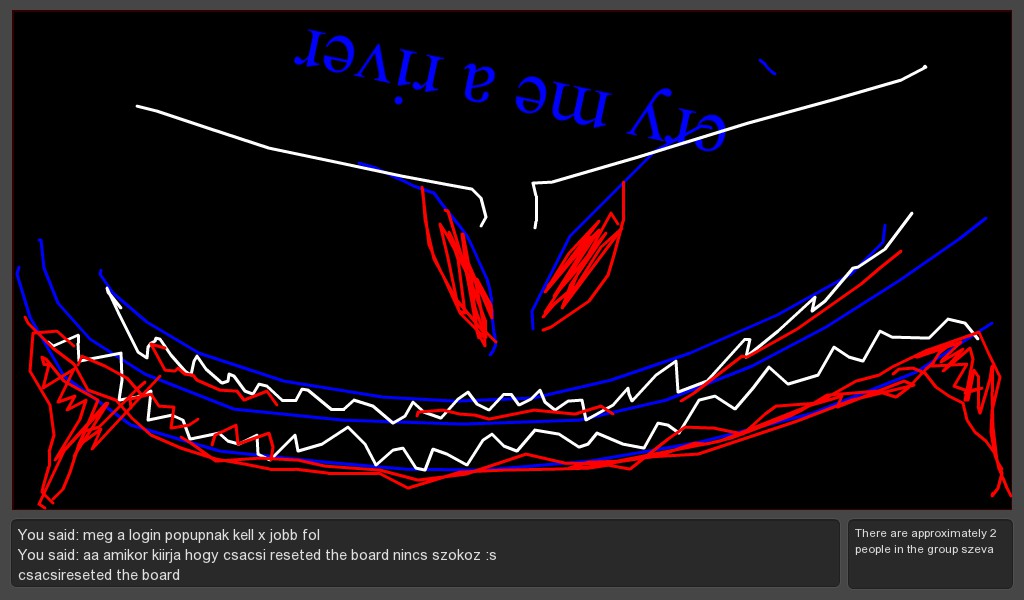 cry me a river
You said: meg a login popupnak kell x jobb fol
You said: aa amikor kiirja hogy csacsi reseted the board nincs szokoz :s
csacsireseted the board
There are approximately 2
people in the group szeva